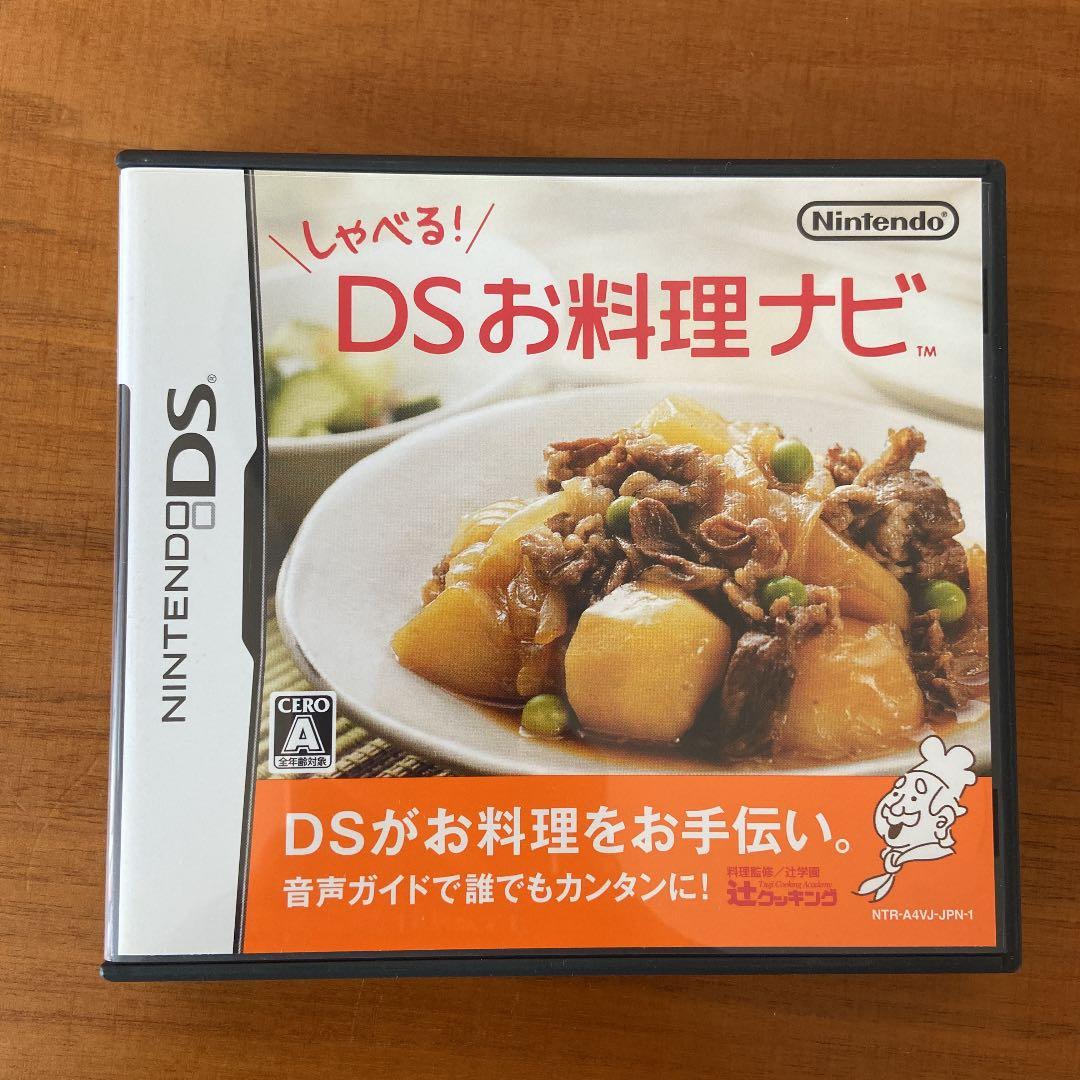 しゃべる!
Nintendo®
DSお料理ナビ™
NINTENDO DS®
CERO
A
全年齢対象
DSがお料理をお手伝い。
音声ガイドで誰でもカンタンに!
料理監修/辻学園
Tsuji Cooking Academy
辻クッキング
NTR-A4VJ-JPN-1